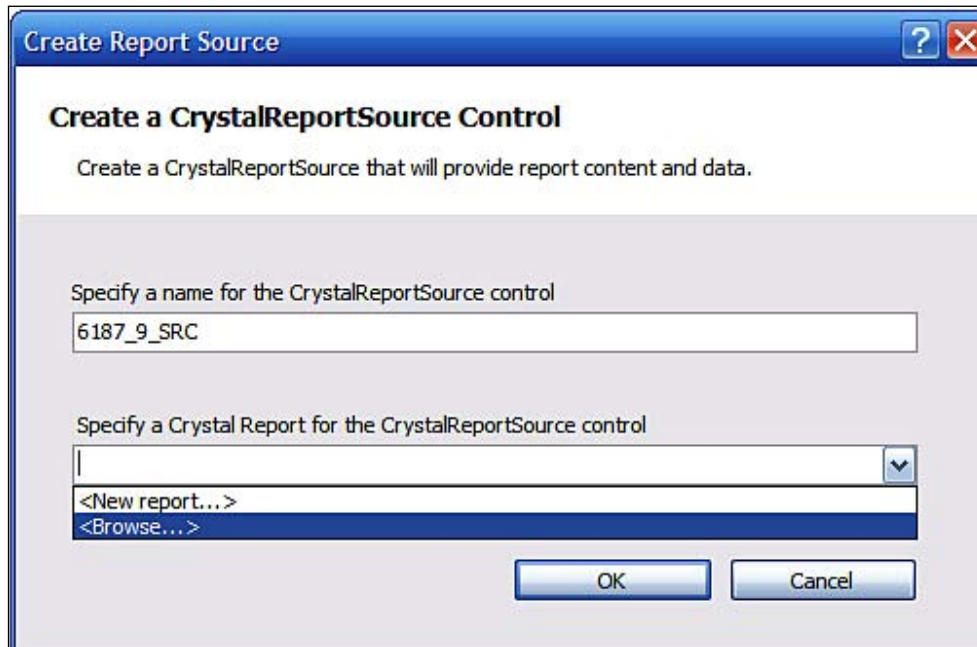 Create Report Source
Create a CrystalReportSource Control
Create a CrystalReportSource that will provide report content and data.
Specify a name for the CrystalReportSource control
6187_9_SRC
Specify a Crystal Report for the CrystalReportSource control
<New report...>
<Browse...>
OK Cancel